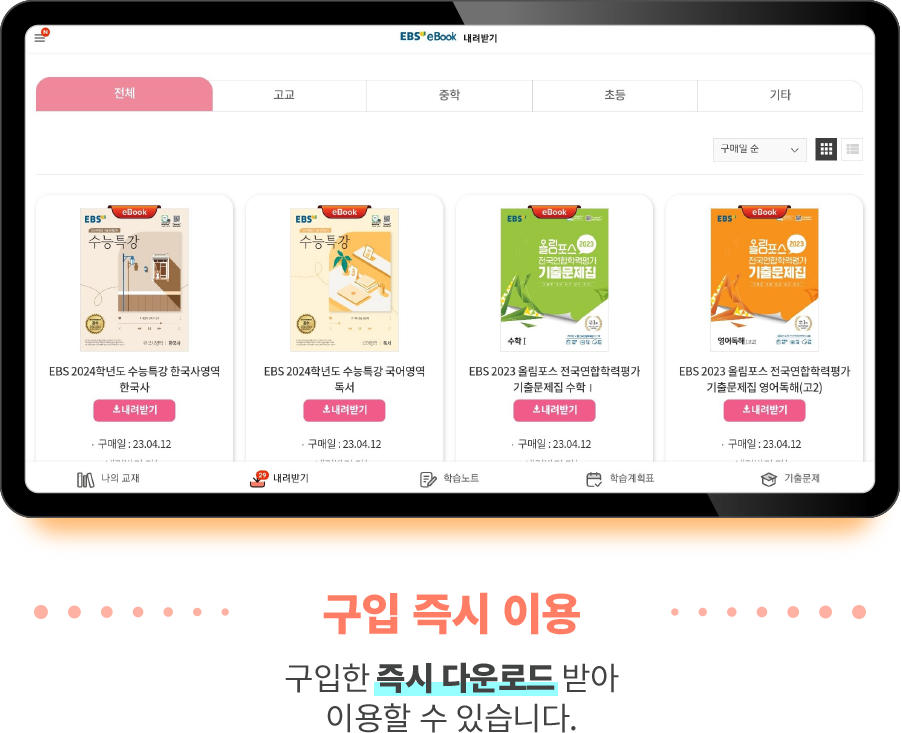 N
EBS eBook 내려받기
전체 고교 중학 초등 기타
구매일 순
EBS eBook
수능특강
한국사
EBS eBook
수능특강
독서
EBS eBook
올림포스 2023
전국연합학력평가
기출문제집
수학Ⅰ
EBS eBook
올림포스 2023
전국연합학력평가
기출문제집
영어독해(고2)
EBS 2024학년도 수능특강 한국사영역
한국사
내려받기
· 구매일 : 23.04.12
EBS 2024학년도 수능특강 국어영역
독서
내려받기
· 구매일 : 23.04.12
EBS 2023 올림포스 전국연합학력평가
기출문제집 수학Ⅰ
내려받기
· 구매일 : 23.04.12
EBS 2023 올림포스 전국연합학력평가
기출문제집 영어독해(고2)
내려받기
· 구매일 : 23.04.12
나의 교재 29 내려받기 학습노트 학습계획표 기출문제
구입 즉시 이용
구입한 즉시 다운로드 받아
이용할 수 있습니다.